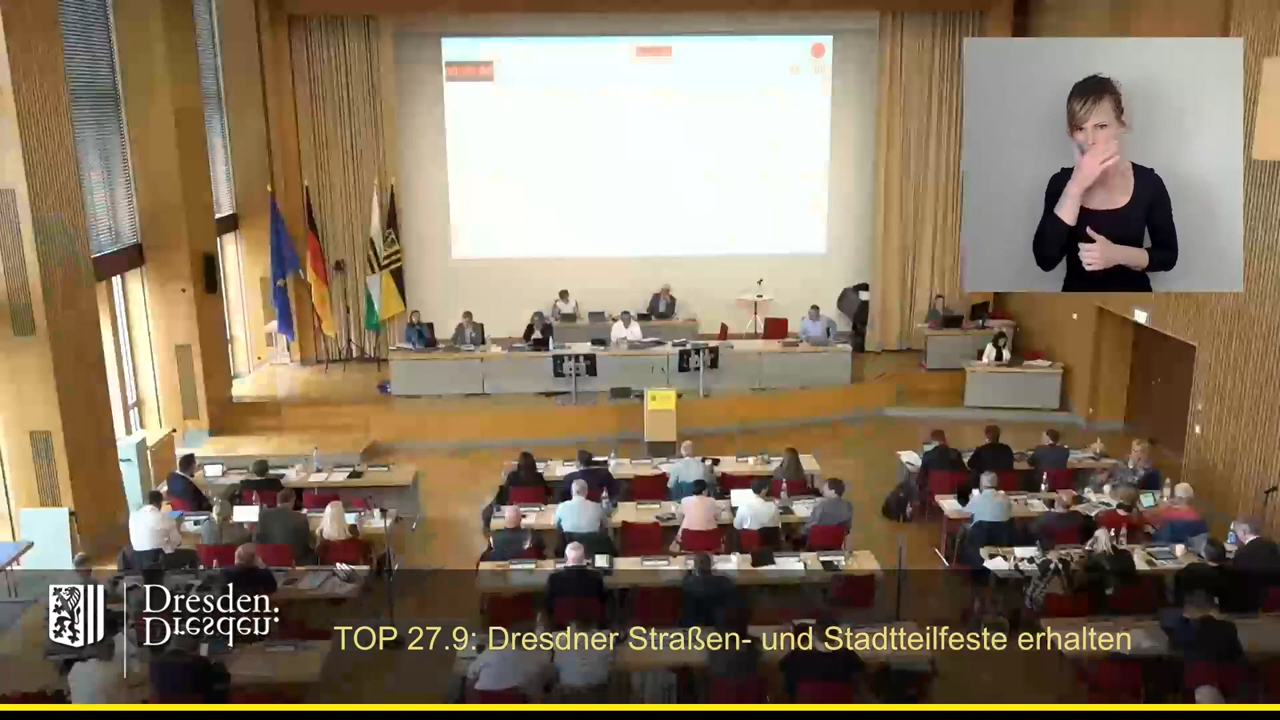 Dresden.
Dresden.
TOP 27.9: Dresdner Straßen- und Stadtteilfeste erhalten